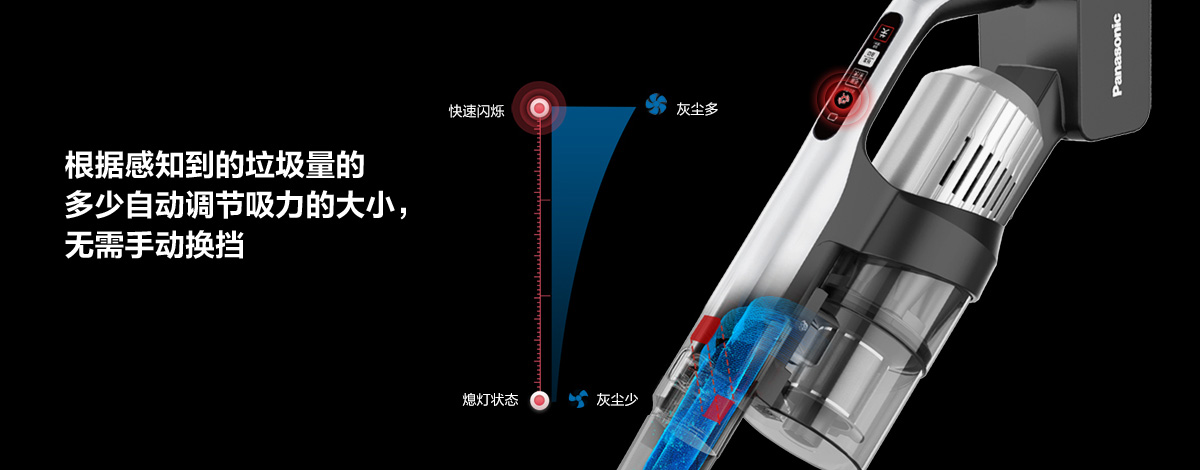 根据感知到的垃圾量的
多少自动调节吸力的大小，
无需手动换挡
快速闪烁
灰尘多
熄灯状态
灰尘少
Panasonic